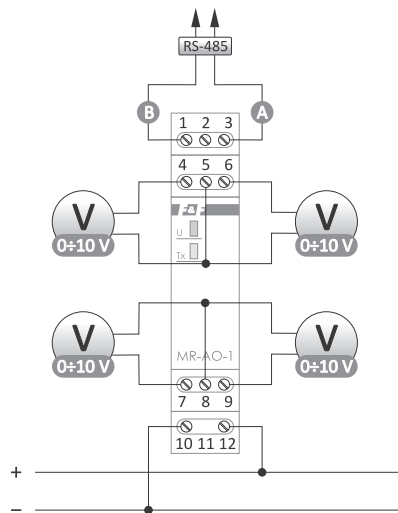 RS-485
B A
1 2 3
4 5 6
F&F
V V
U
0÷10 V 0÷10 V
Tx
V V
0÷10 V 0÷10 V
MR-AO-1
7 8 9
10 11 12
+
−